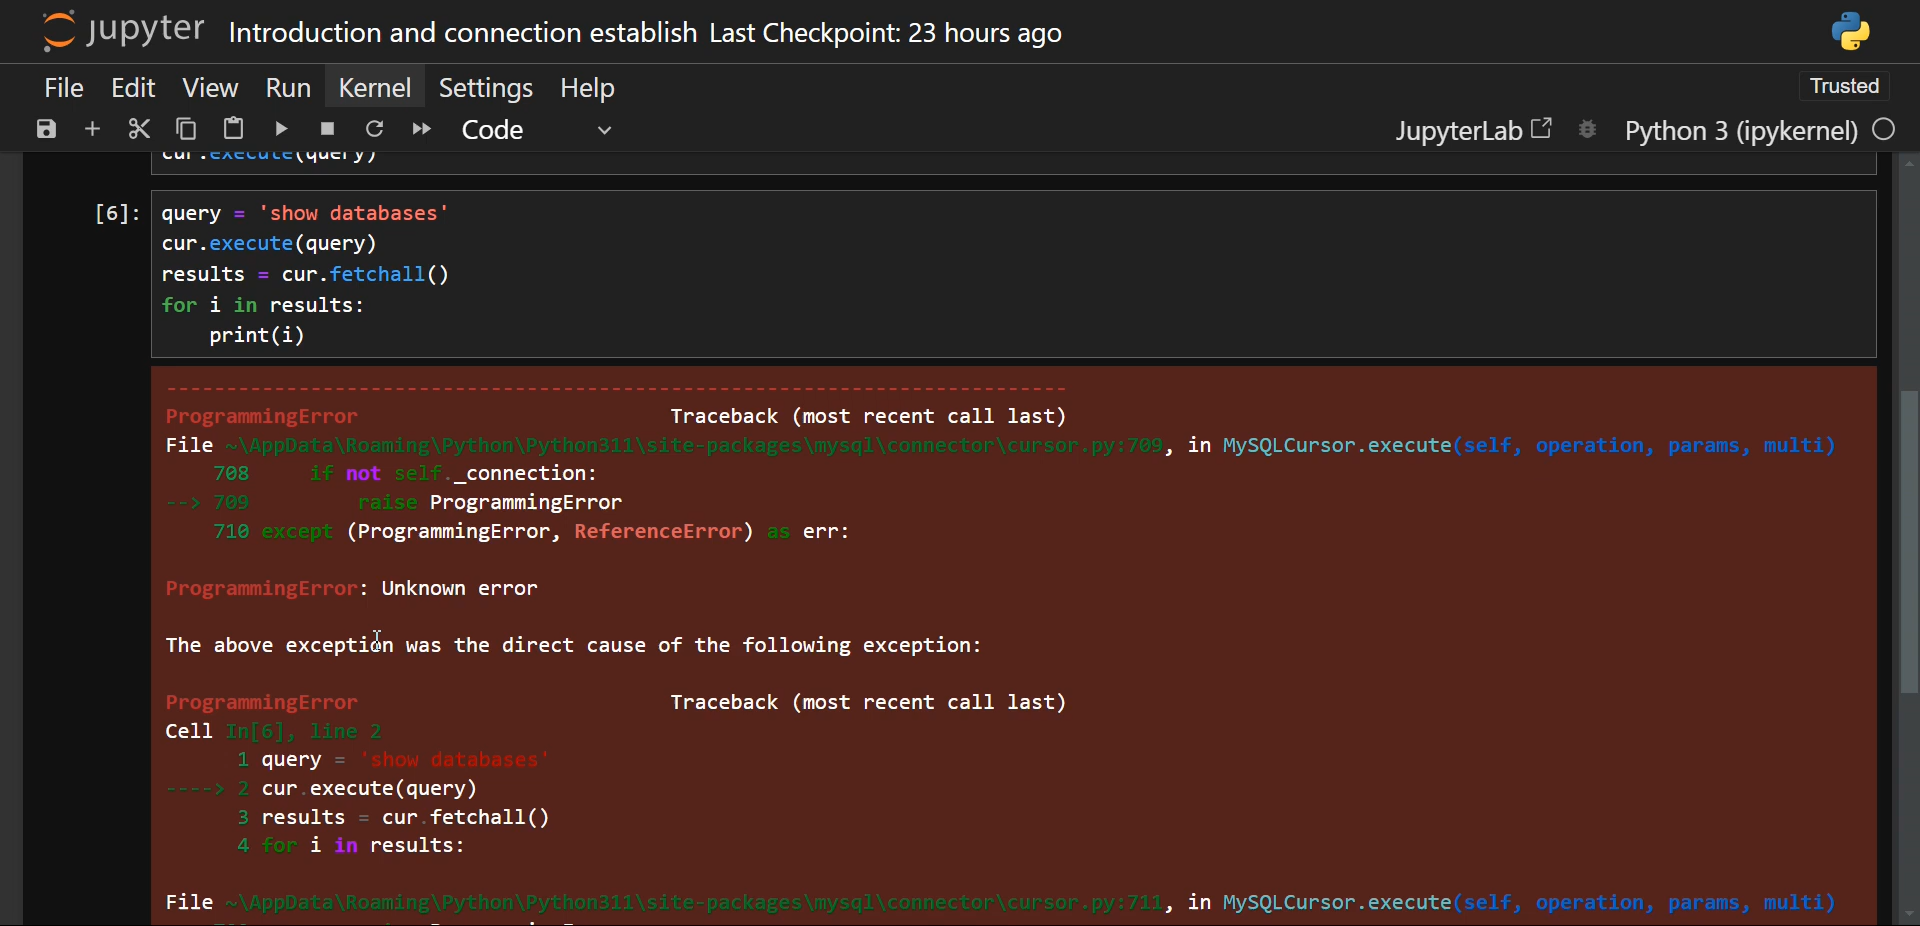 jupyter Introduction and connection establish Last Checkpoint: 23 hours ago
File Edit View Run Kernel Settings Help Trusted
Code JupyterLab Python 3 (ipykernel)
cur.execute(query)
[6]: query = 'show databases'
cur.execute(query)
results = cur.fetchall()
for i in results:
    print(i)
---------------------------------------------------------------------------
ProgrammingError Traceback (most recent call last)
File ~\AppData\Roaming\Python\Python311\site-packages\mysql\connector\cursor.py:709, in MySQLCursor.execute(self, operation, params, multi)
708 if not self._connection:
--> 709 raise ProgrammingError
710 except (ProgrammingError, ReferenceError) as err:
ProgrammingError: Unknown error
The above exception was the direct cause of the following exception:
ProgrammingError Traceback (most recent call last)
Cell In[6], line 2
1 query = 'show databases'
----> 2 cur.execute(query)
3 results = cur.fetchall()
4 for i in results:
File ~\AppData\Roaming\Python\Python311\site-packages\mysql\connector\cursor.py:711, in MySQLCursor.execute(self, operation, params, multi)